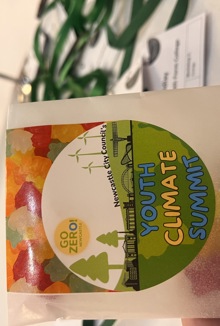 Newcastle City Council's
YOUTH
CLIMATE
SUMMIT
GO
ZERO!